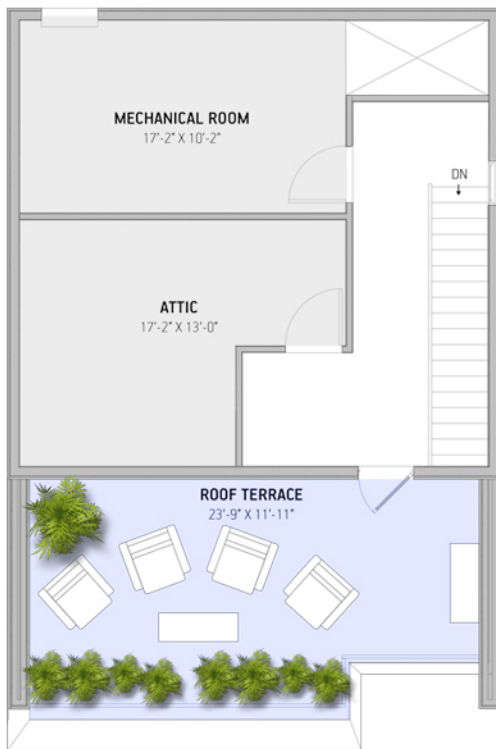 MECHANICAL ROOM
17'-2" X 10'-2"
DN
ATTIC
17'-2" X 13'-0"
ROOF TERRACE
23'-9" X 11'-11"